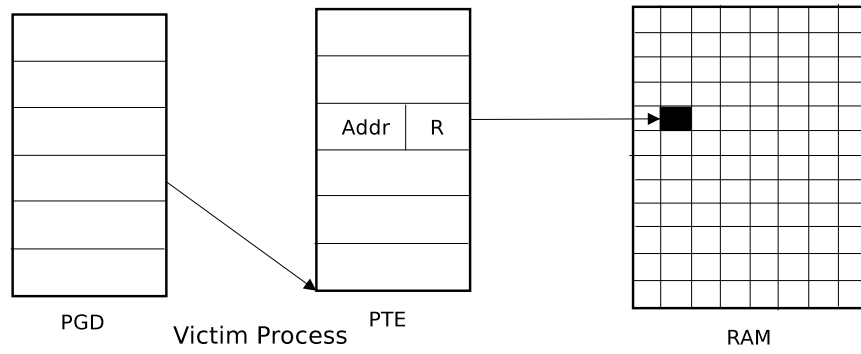 Addr
R
PGD
PTE
Victim Process
RAM